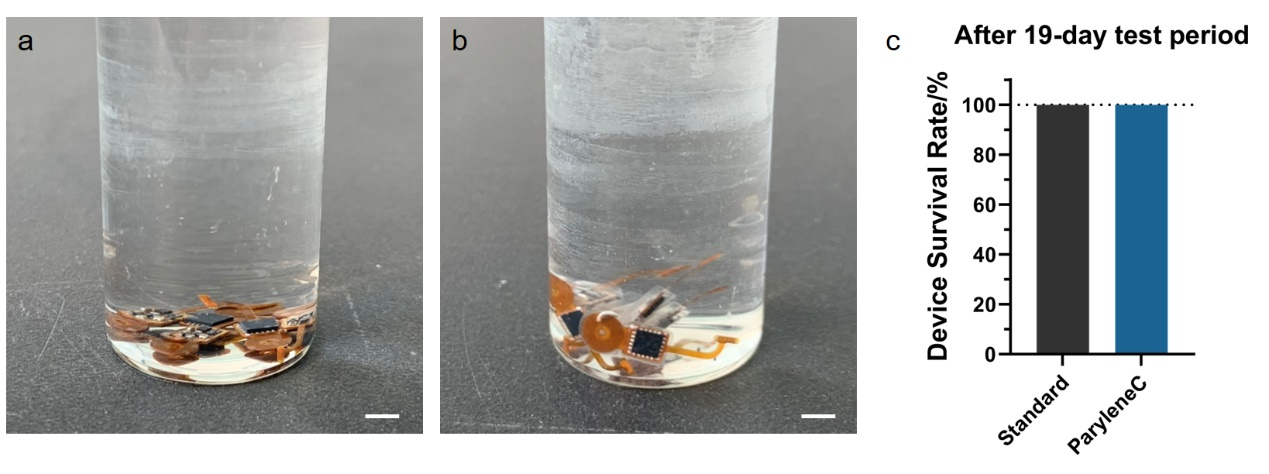 a
b
c
After 19-day test period
Device Survival Rate/%
100
80
60
40
20
0
Standard
ParyleneC